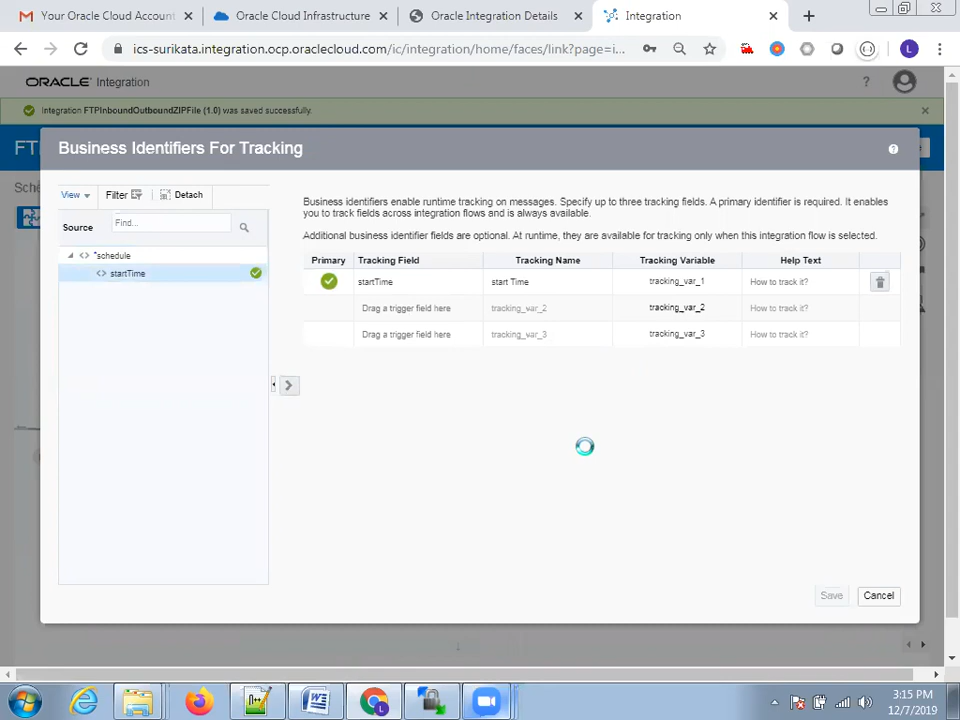 Your Oracle Cloud Account
Oracle Cloud Infrastructure
Oracle Integration Details
Integration
ics-surikata.integration.ocp.oraclecloud.com/ic/integration/home/faces/link?page=i...
L
ORACLE Integration
?
Integration FTPInboundOutboundZIPFile (1.0) was saved successfully.
FT
Sch
Business Identifiers For Tracking
?
View
Filter
Detach
Source
Find...
*schedule
startTime
Business identifiers enable runtime tracking on messages. Specify up to three tracking fields. A primary identifier is required. It enables
you to track fields across integration flows and is always available.
Additional business identifier fields are optional. At runtime, they are available for tracking only when this integration flow is selected.
Primary Tracking Field Tracking Name Tracking Variable Help Text
startTime start Time tracking_var_1 How to track it?
Drag a trigger field here tracking_var_2 tracking_var_2 How to track it?
Drag a trigger field here tracking_var_3 tracking_var_3 How to track it?
Save
Cancel
3:15 PM
12/7/2019